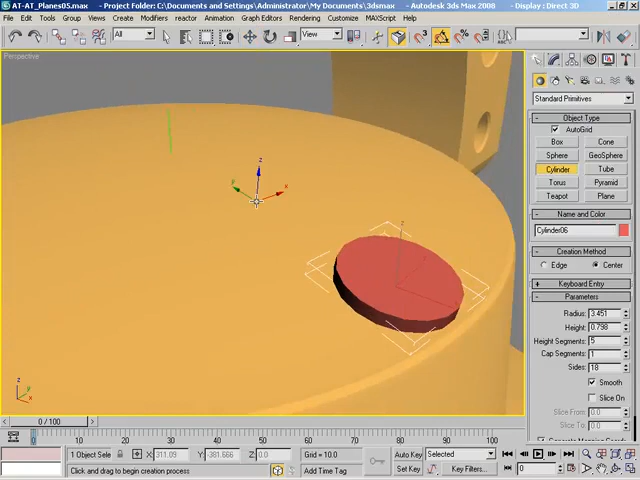 AT-AT_Planes05.max - Project Folder: C:\Documents and Settings\Administrator\My Documents\3dsmax - Autodesk 3ds Max 2008 - Display : Direct 3D
File Edit Tools Group Views Create Modifiers reactor Animation Graph Editors Rendering Customize MAXScript Help
All View
Perspective
Standard Primitives
Object Type
AutoGrid
Box Cone
Sphere GeoSphere
Cylinder Tube
Torus Pyramid
Teapot Plane
Name and Color
Cylinder06
Creation Method
Edge Center
Keyboard Entry
Parameters
Radius: 3.451
Height: 0.798
Height Segments: 5
Cap Segments: 1
Sides: 18
Smooth
Slice On
Slice From: 0.0
Slice To: 0.0
z
y x
z
z
y
x
0 / 100
0 10 20 30 40 50 60 70 80 90 100
1 Object Sele X: 311.09 Y: -381.666 Z: 0.0 Grid = 10.0 Auto Key Selected
Click and drag to begin creation process Add Time Tag Set Key Key Filters... 0